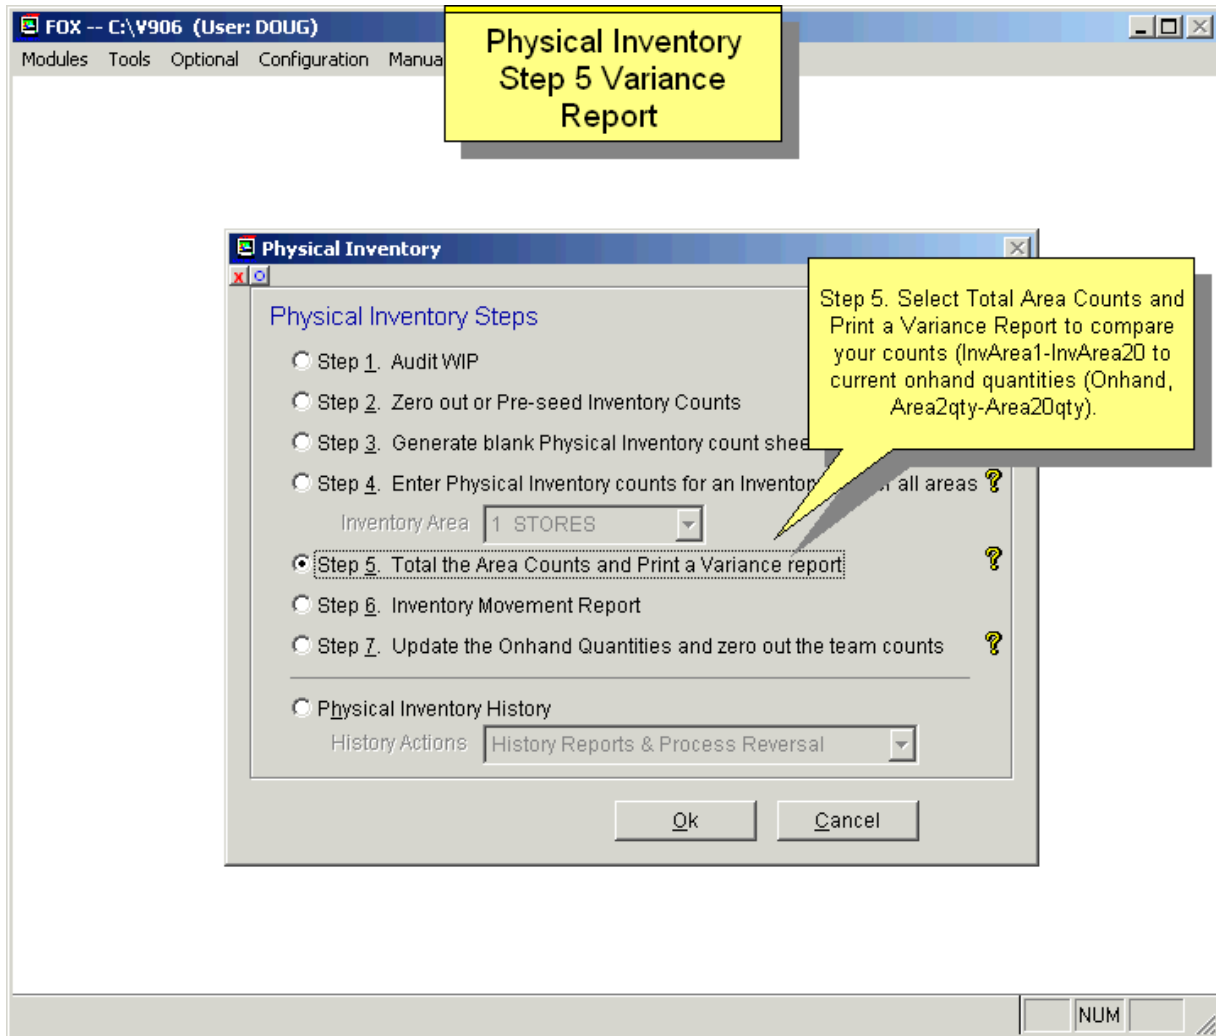 FOX -- C:\V906 (User: DOUG)
Modules Tools Optional Configuration
Physical Inventory
Step 5 Variance
Report
Physical Inventory
Physical Inventory Steps
Step 1. Audit WIP
Step 2. Zero out or Pre-seed Inventory Counts
Step 3. Generate blank Physical Inventory count
Step 4. Enter Physical Inventory counts for an all areas ?
Inventory Area 1 STORES
Step 5. Total the Area Counts and Print a Variance report ?
Step 6. Inventory Movement Report
Step 7. Update the Onhand Quantities and zero out the team counts ?
Physical Inventory History
History Actions History Reports & Process Reversal
Ok Cancel
Step 5. Select Total Area Counts and
Print a Variance Report to compare
your counts (InvArea1-InvArea20 to
current onhand quantities (Onhand,
Area2qty-Area20qty).
NUM